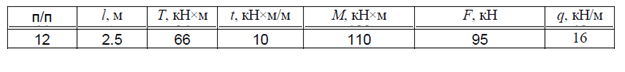 п/п l, м T, кН×м t, кН×м/м M, кН×м F, кН q, кН/м
12 2.5 66 10 110 95 16